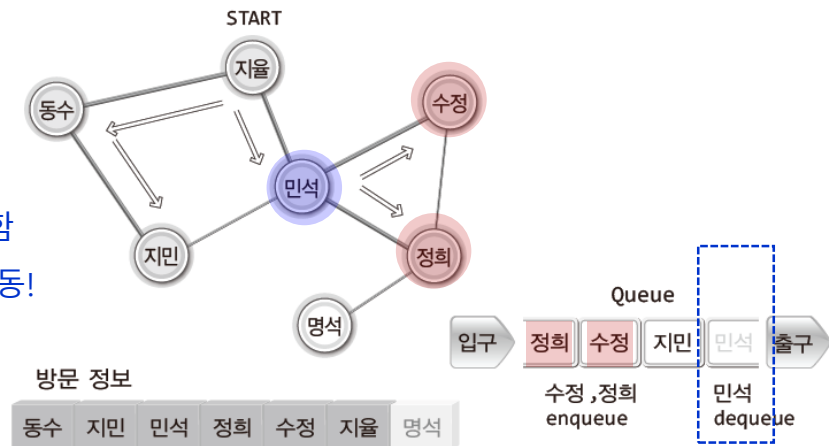 START
지율
동수
수정
민석
함
지민
정희
동!
명석
Queue
입구 정희 수정 지민 민석 출구
방문 정보
수정 ,정희
enqueue
민석
dequeue
동수 지민 민석 정희 수정 지율 명석